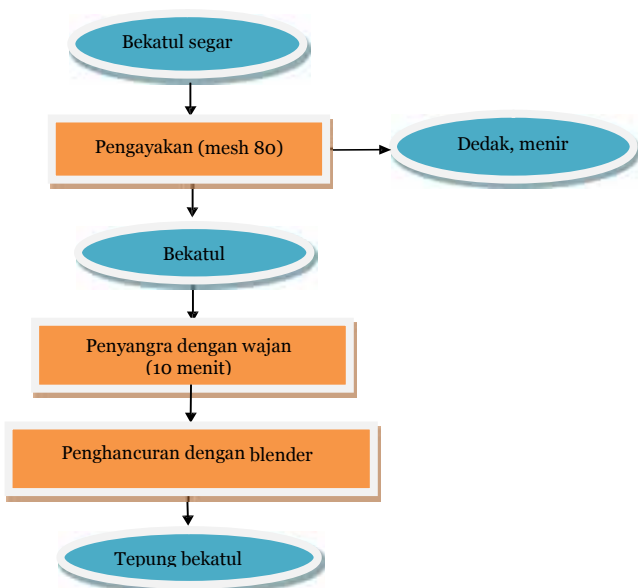 Bekatul segar
Pengayakan (mesh 80)
Dedak, menir
Bekatul
Penyangra dengan wajan
(10 menit)
Penghancuran dengan blender
Tepung bekatul